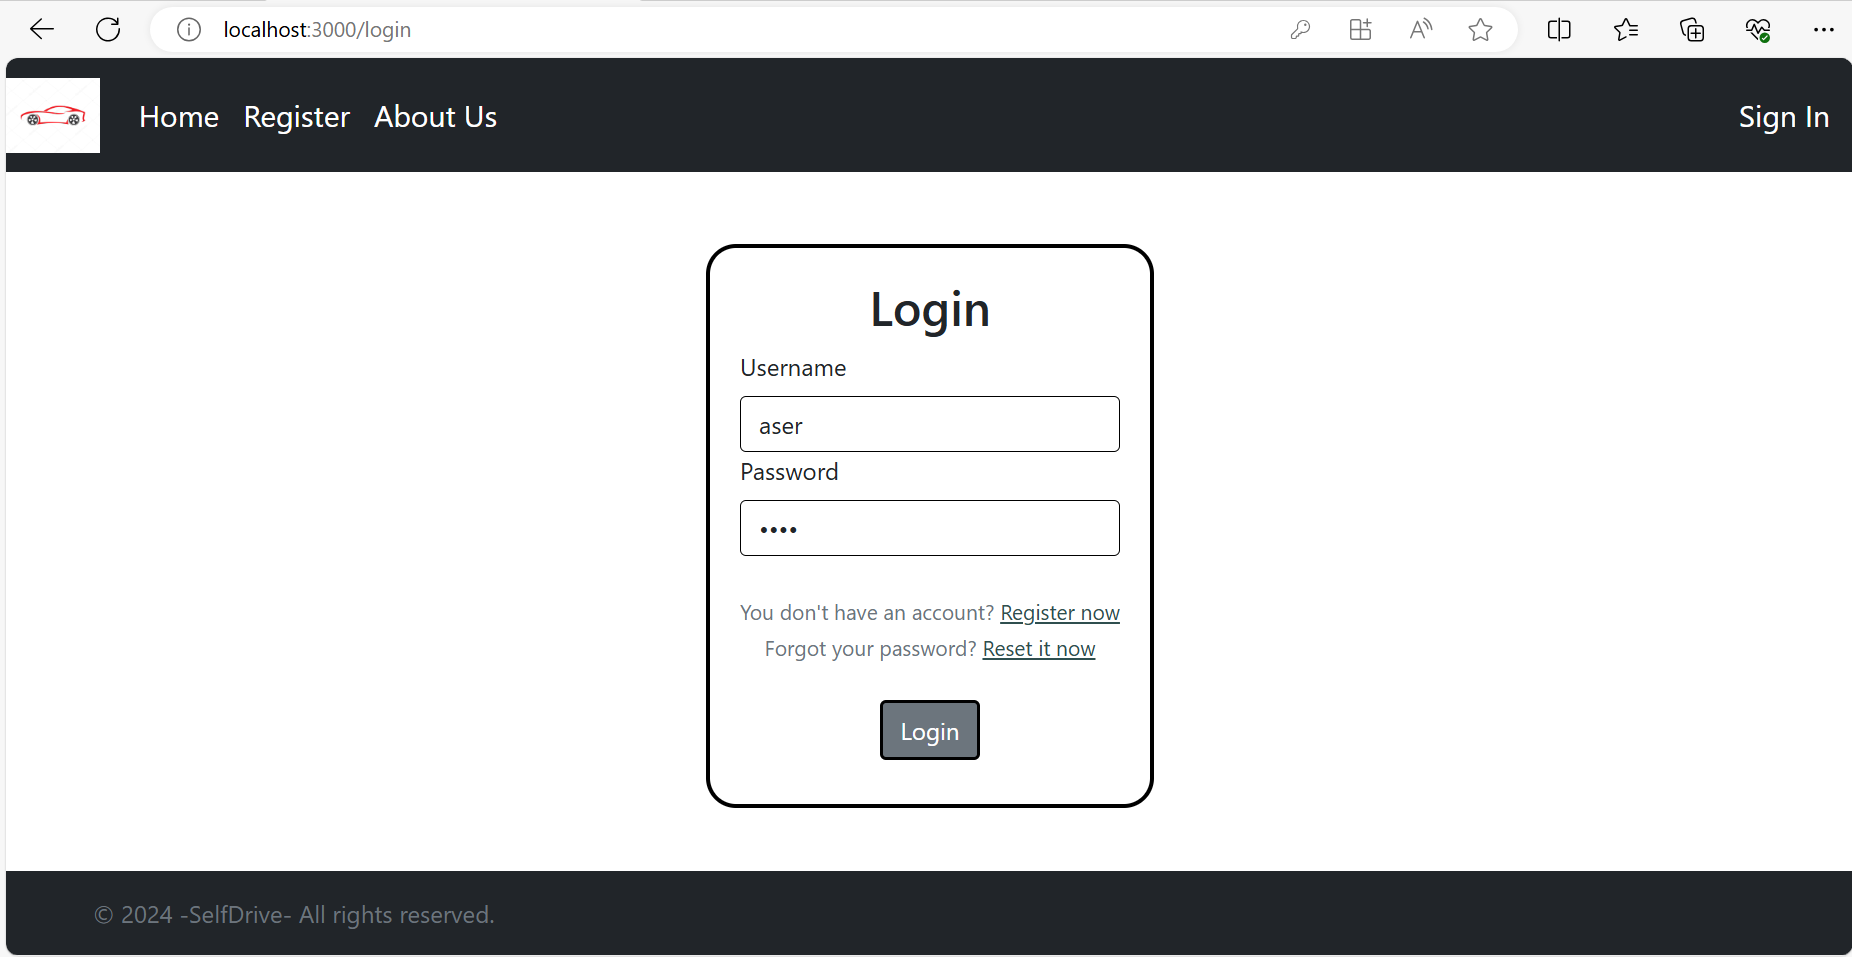 localhost:3000/login
Home Register About Us Sign In
Login
Username
aser
Password
••••
You don't have an account? Register now
Forgot your password? Reset it now
Login
© 2024 -SelfDrive- All rights reserved.